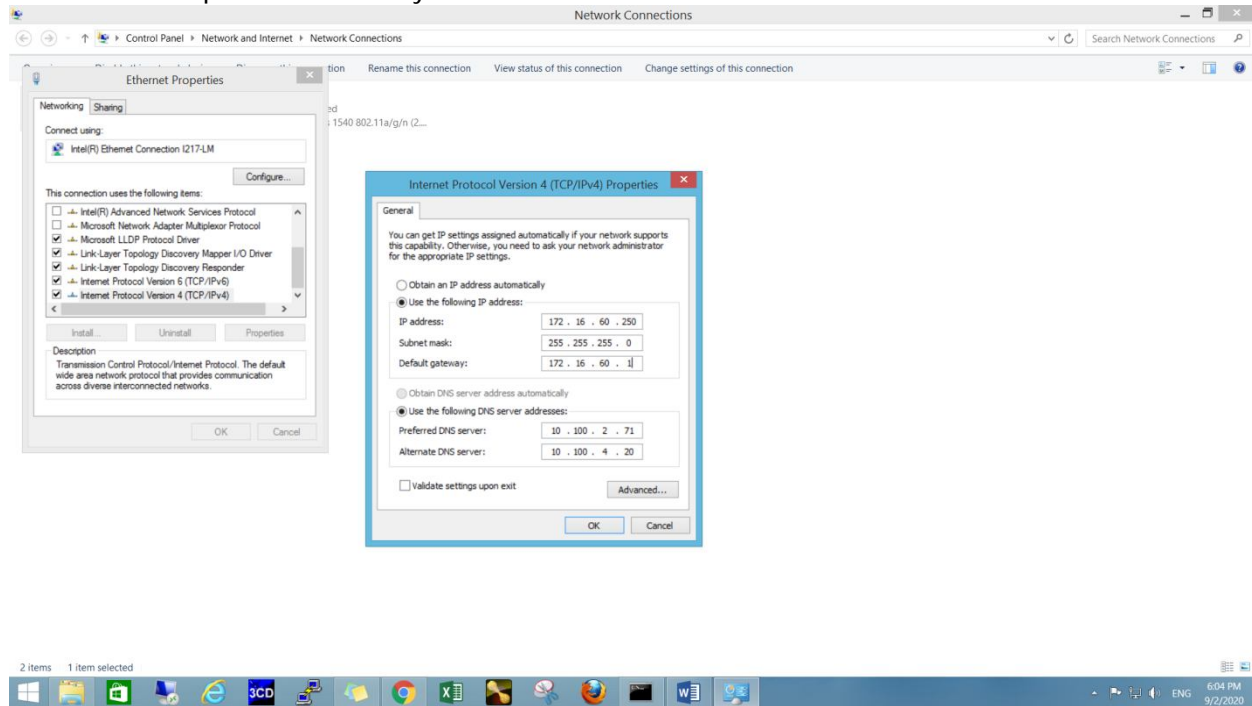 Network Connections
Control Panel Network and Internet Network Connections
Search Network Connections
Rename this connection View status of this connection Change settings of this connection
1540 802.11a/g/n (2....
Ethernet Properties
Networking Sharing
Connect using:
Intel(R) Ethernet Connection I217-LM
Configure...
This connection uses the following items:
Intel(R) Advanced Network Services Protocol
Microsoft Network Adapter Multiplexor Protocol
Microsoft LLDP Protocol Driver
Link-Layer Topology Discovery Mapper I/O Driver
Link-Layer Topology Discovery Responder
Internet Protocol Version 6 (TCP/IPv6)
Internet Protocol Version 4 (TCP/IPv4)
Install... Uninstall Properties
Description
Transmission Control Protocol/Internet Protocol. The default
wide area network protocol that provides communication
across diverse interconnected networks.
OK Cancel
Internet Protocol Version 4 (TCP/IPv4) Properties
General
You can get IP settings assigned automatically if your network supports
this capability. Otherwise, you need to ask your network administrator
for the appropriate IP settings.
Obtain an IP address automatically
Use the following IP address:
IP address: 172 . 16 . 60 . 250
Subnet mask: 255 . 255 . 255 . 0
Default gateway: 172 . 16 . 60 . 1
Obtain DNS server address automatically
Use the following DNS server addresses:
Preferred DNS server: 10 . 100 . 2 . 71
Alternate DNS server: 10 . 100 . 4 . 20
Validate settings upon exit
Advanced...
OK Cancel
2 items 1 item selected
3CD
ENG
6:04 PM
9/2/2020